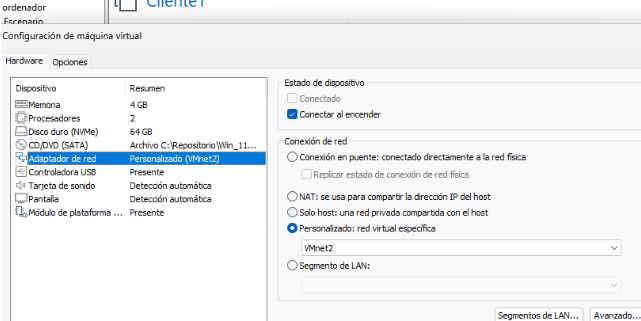 ordenador
Escenario
Cliente1
Configuración de máquina virtual
Hardware Opciones
Dispositivo Resumen
Memoria 4 GB
Procesadores 2
Disco duro (NVMe) 64 GB
CD/DVD (SATA) Archivo C:\Repositorio\Win_11...
Adaptador de red Personalizado (VMnet2)
Controladora USB Presente
Tarjeta de sonido Detección automática
Pantalla Detección automática
Módulo de plataforma ... Presente
Estado de dispositivo
Conectado
Conectar al encender
Conexión de red
Conexión en puente: conectado directamente a la red física
Replicar estado de conexión de red física
NAT: se usa para compartir la dirección IP del host
Solo host: una red privada compartida con el host
Personalizado: red virtual específica
VMnet2
Segmento de LAN:
Segmentos de LAN... Avanzado...